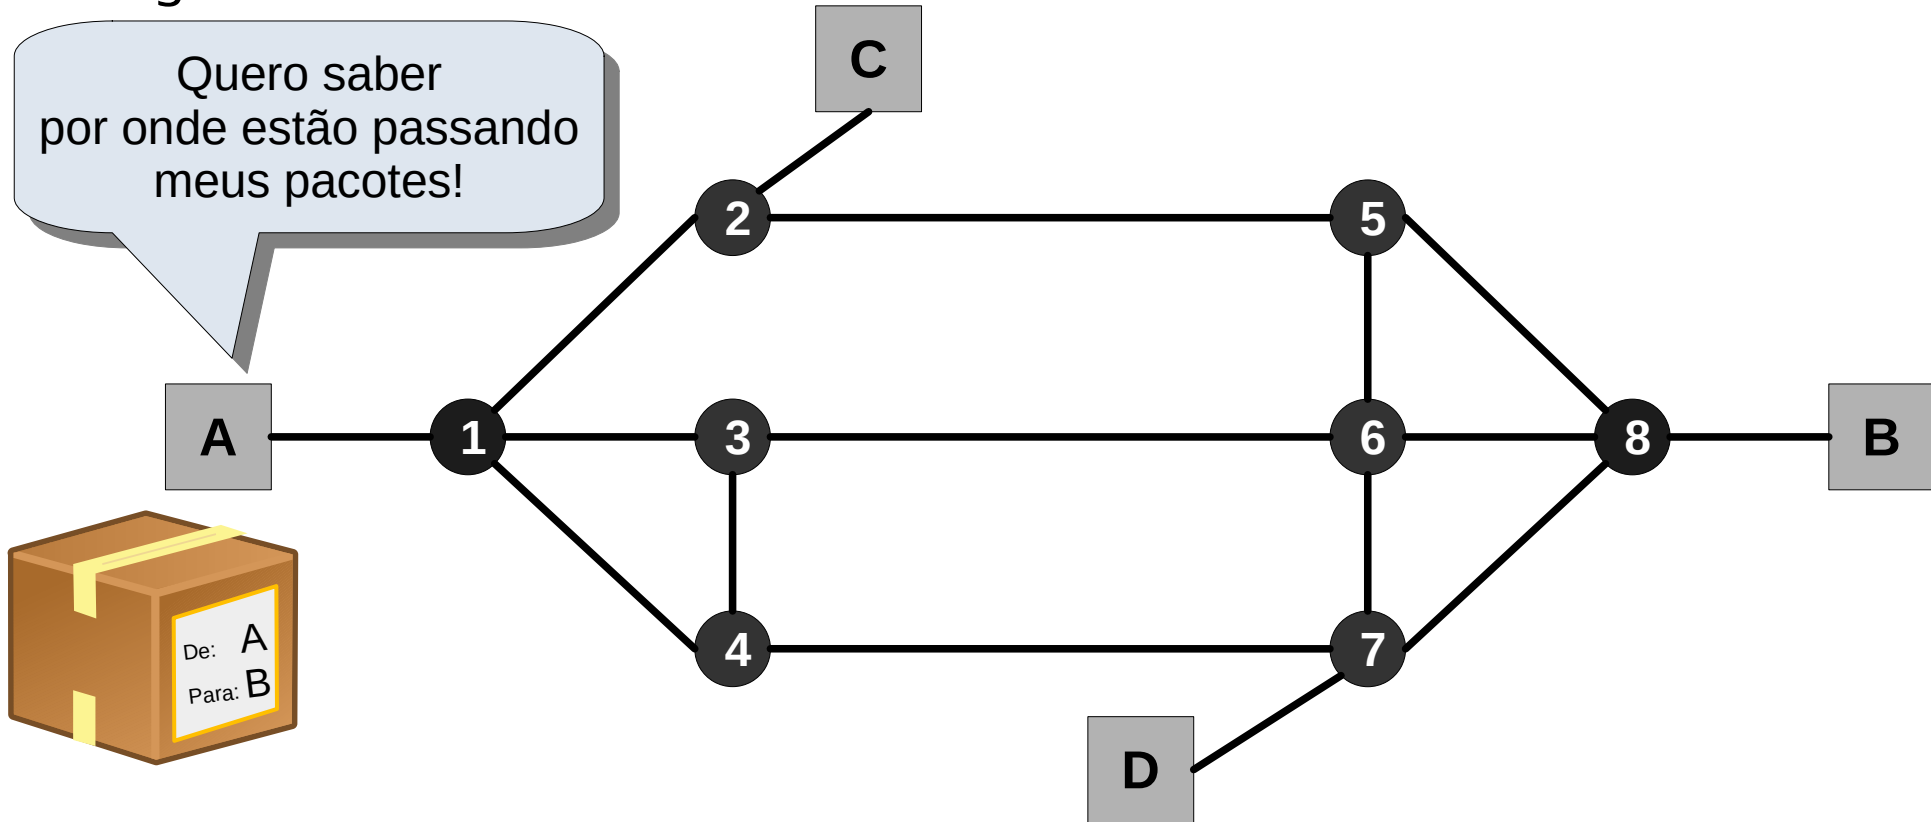 Quero saber
por onde estão passando
meus pacotes!
C
2
5
A
1
3
6
8
B
De: A
Para: B
4
7
D